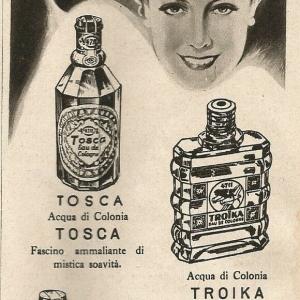 4711
Tosca
Eau de
Cologne
TOSCA
Acqua di Colonia
TOSCA
Fascino ammaliante di
mistica soavità.
4711
TROIKA
EAU DE COLOGNE
Acqua di Colonia
TROIKA